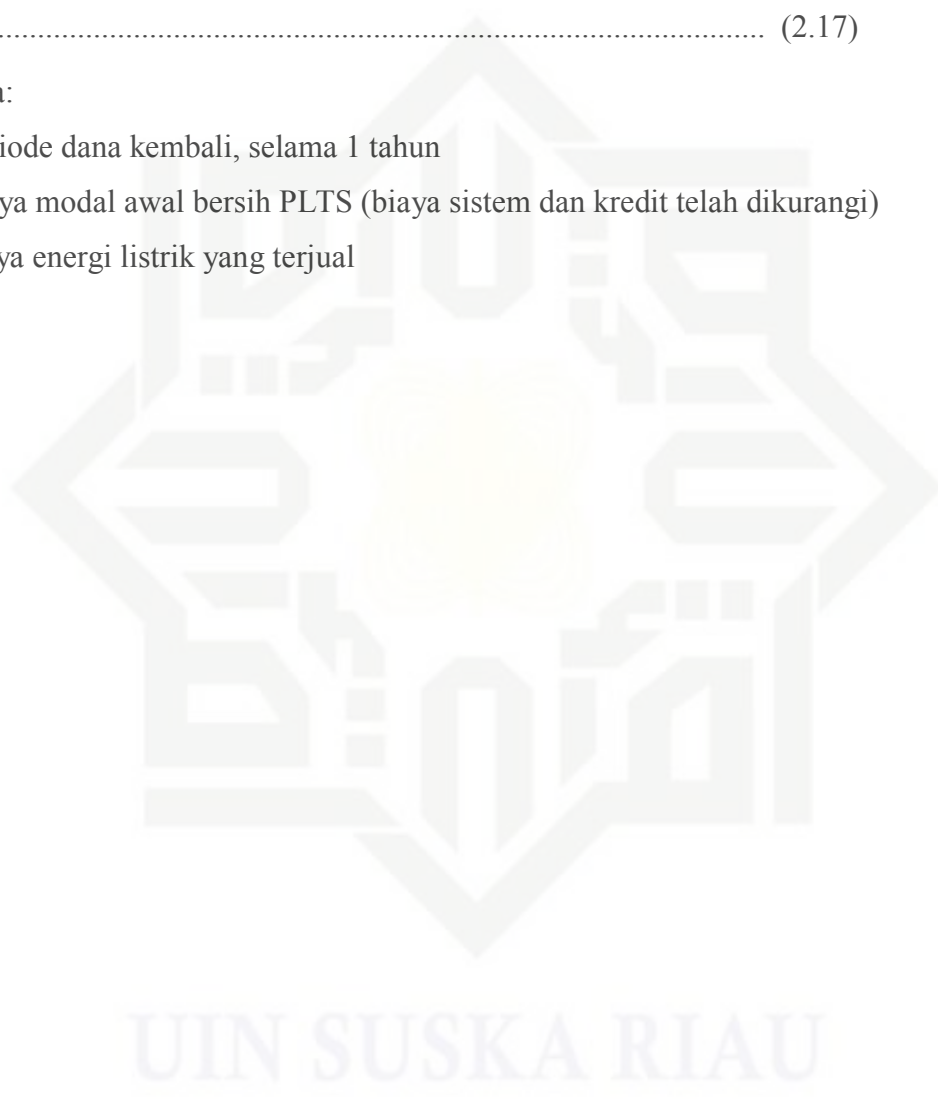 ................................................................................................ (2.17)
a:
iode dana kembali, selama 1 tahun
ya modal awal bersih PLTS (biaya sistem dan kredit telah dikurangi)
ya energi listrik yang terjual
UIN SUSKA RIAU